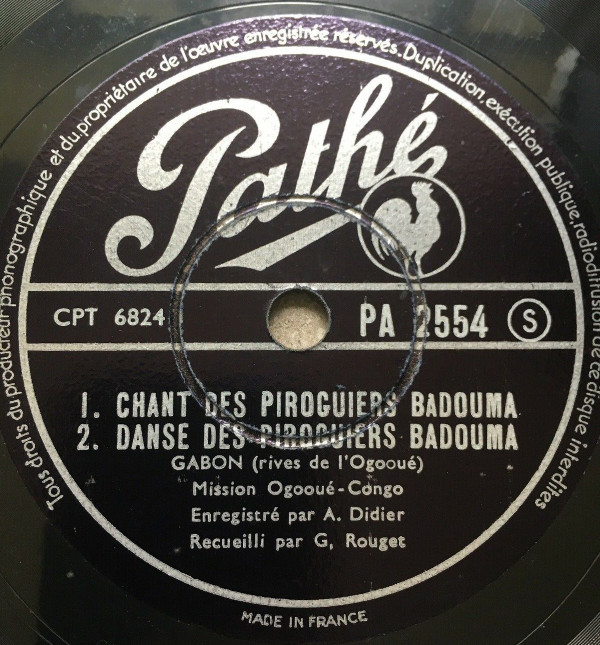 Tous droits du producteur phonographique et du propriétaire de l'œuvre enregistrée réservés. Duplication, exécution publique, radiodiffusion de ce disque interdites
Pathé
CPT 6824
PA 2554 S
1. CHANT DES PIROGUIERS BADOUMA
2. DANSE DES PIROGUIERS BADOUMA
GABON (rives de l'Ogooué)
Mission Ogooué-Congo
Enregistré par A. Didier
Recueilli par G. Rouget
MADE IN FRANCE